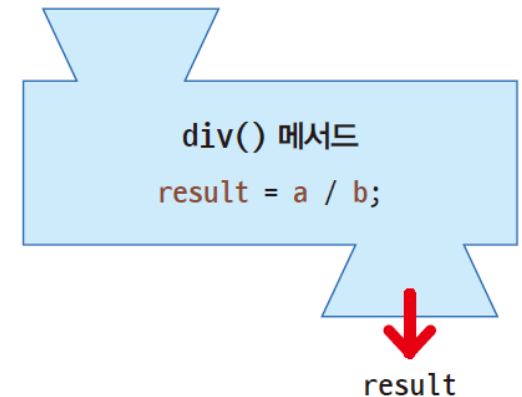 div() 메서드
result = a / b;
result